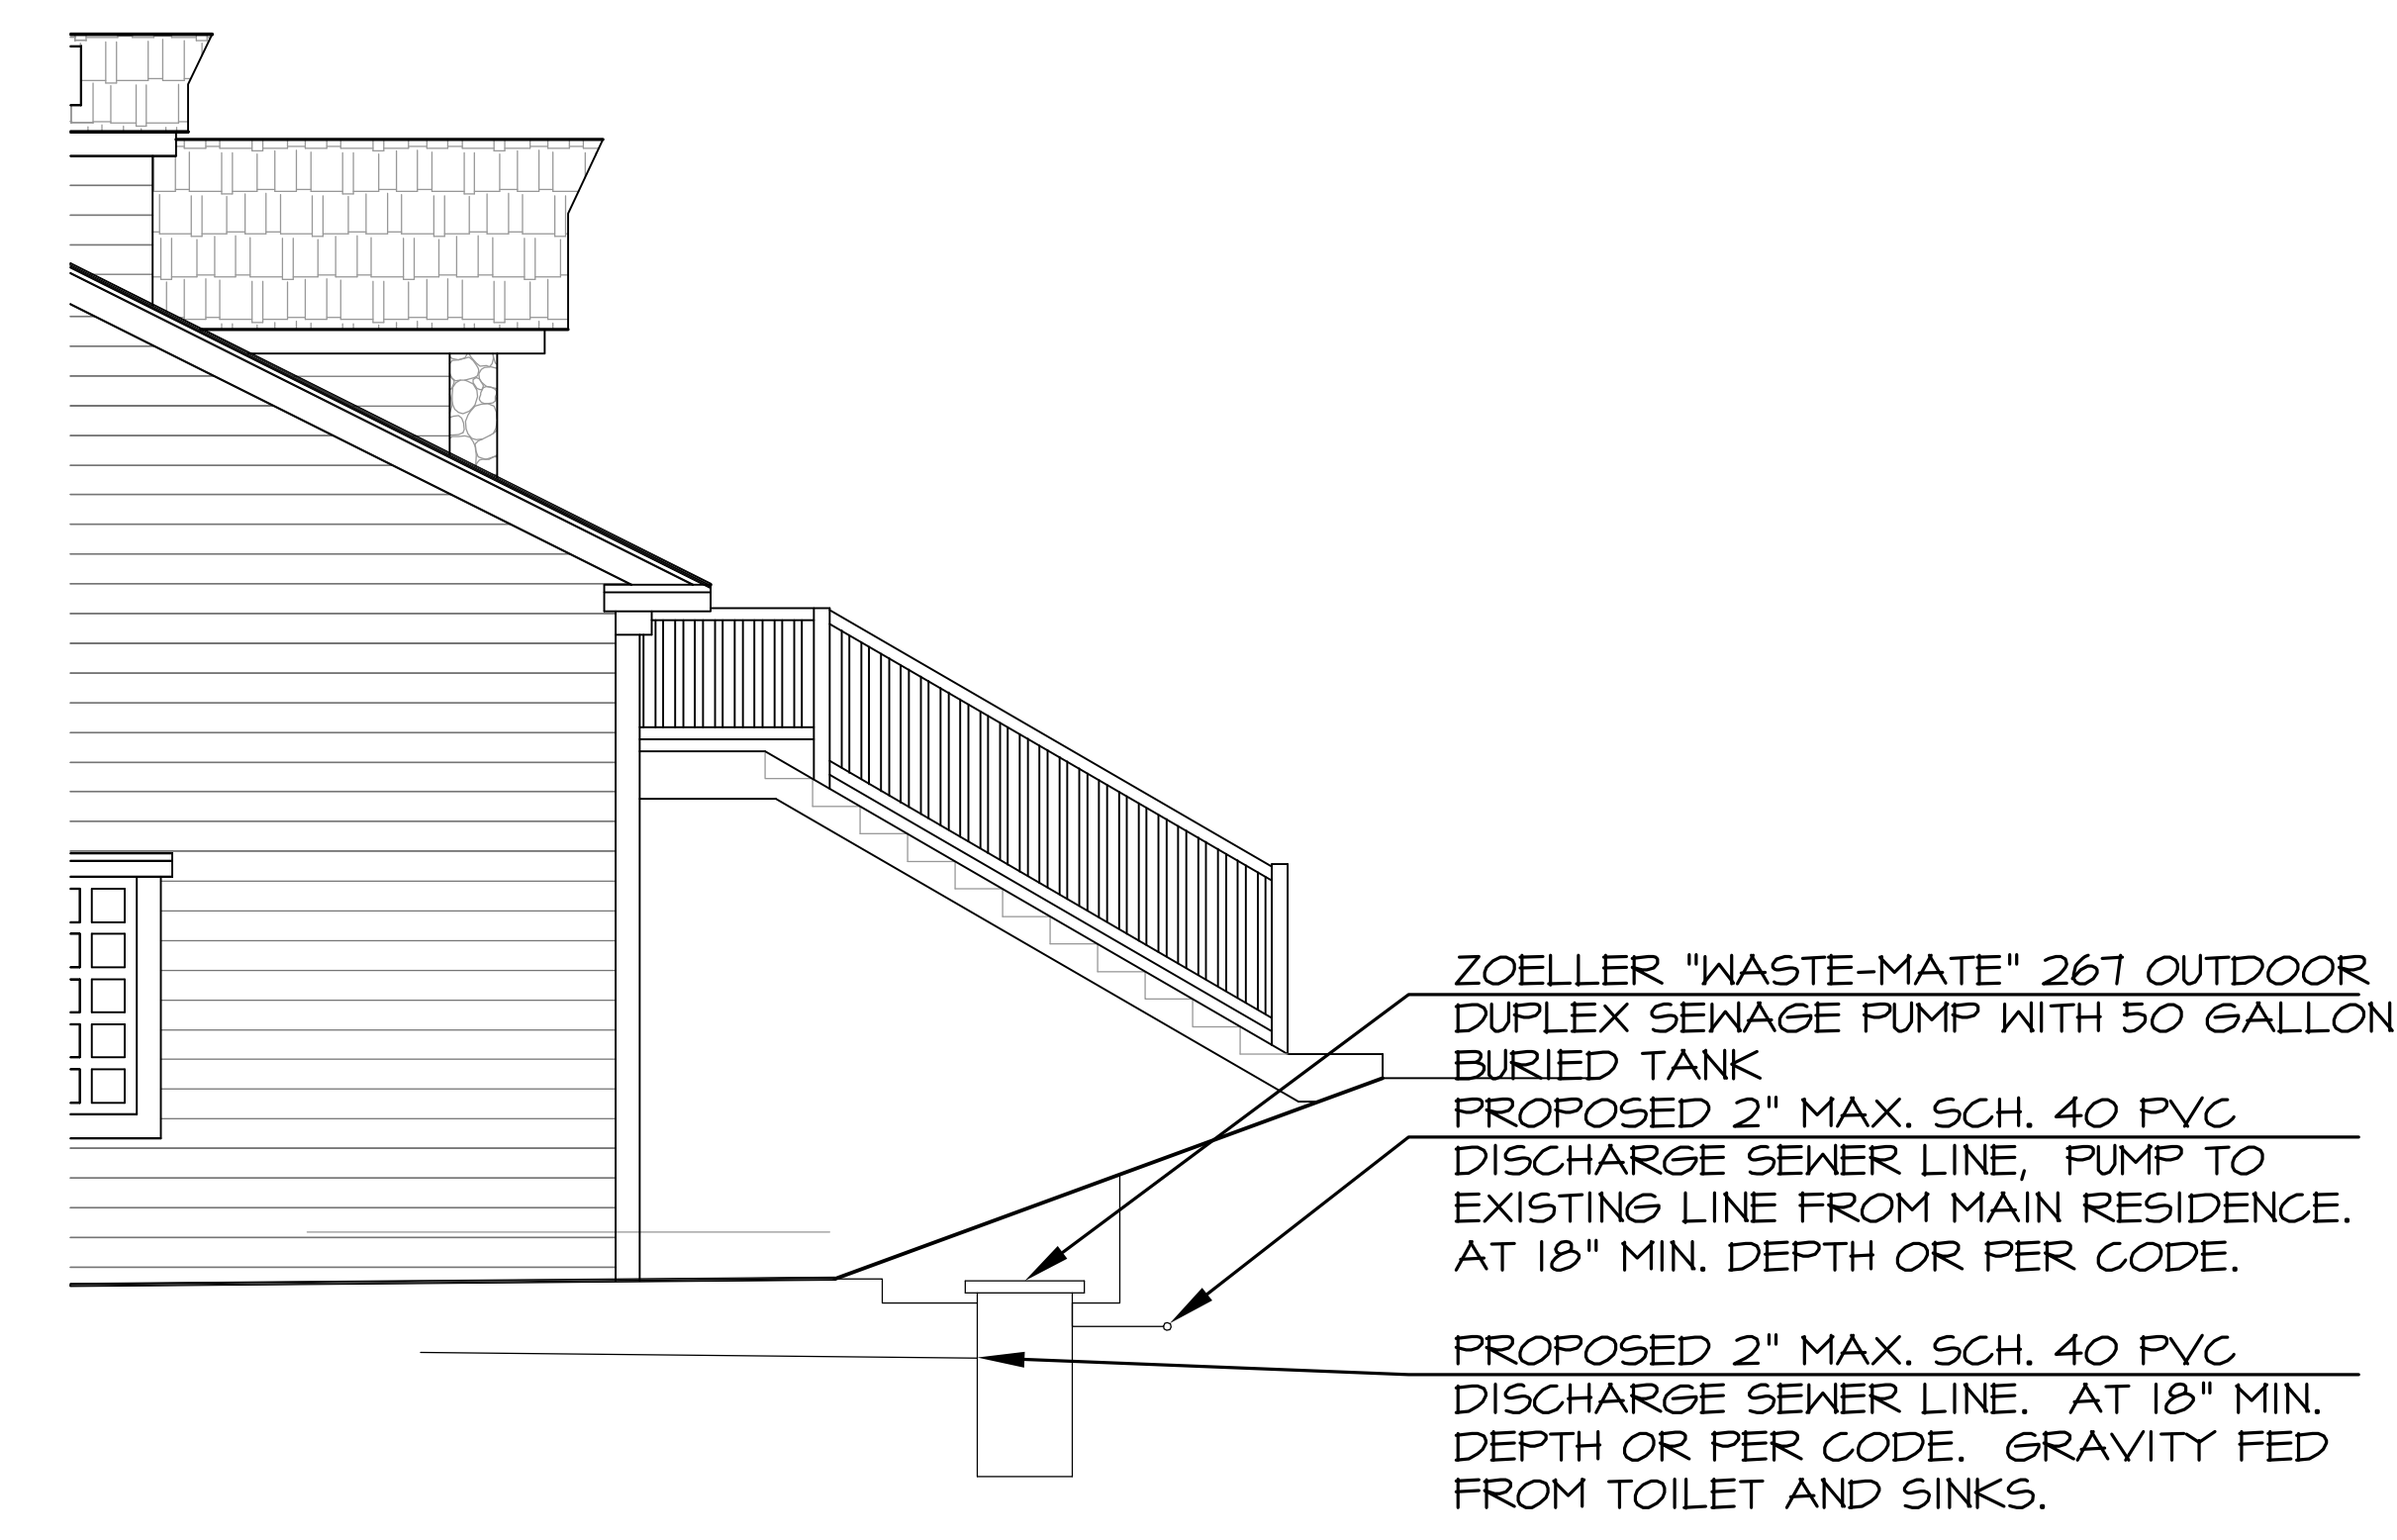 ZOELLER "WASTE-MATE" 267 OUTDOOR
DUPLEX SEWAGE PUMP WITH 50 GALLON
BURIED TANK
PROPOSED 2" MAX. SCH. 40 PVC
DISCHARGE SEWER LINE, PUMP TO
EXISTING LINE FROM MAIN RESIDENCE.
AT 18" MIN. DEPTH OR PER CODE.
PROPOSED 2" MAX. SCH. 40 PVC
DISCHARGE SEWER LINE. AT 18" MIN.
DEPTH OR PER CODE. GRAVITY FED
FROM TOILET AND SINKS.